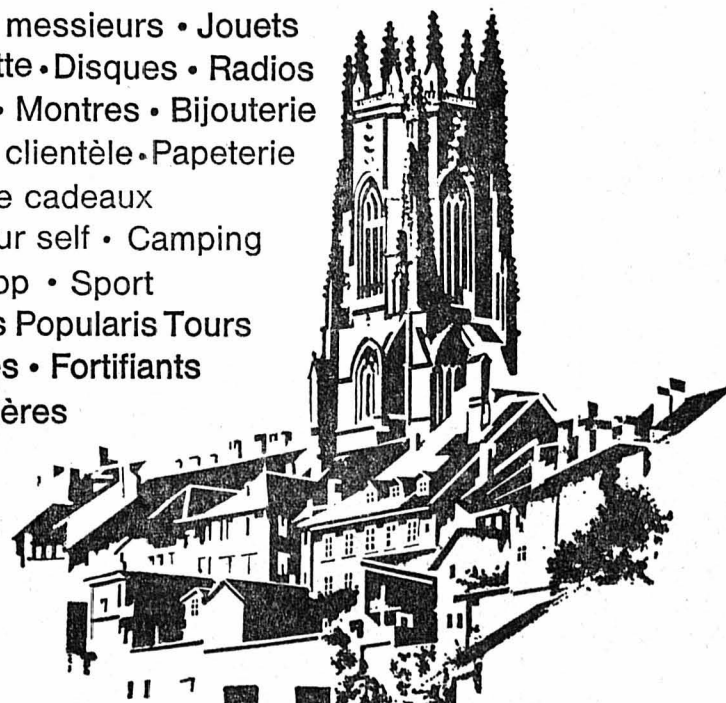 messieurs • Jouets
tte • Disques • Radios
• Montres • Bijouterie
clientèle • Papeterie
e cadeaux
ur self • Camping
op • Sport
s Popularis Tours
es • Fortifiants
ères